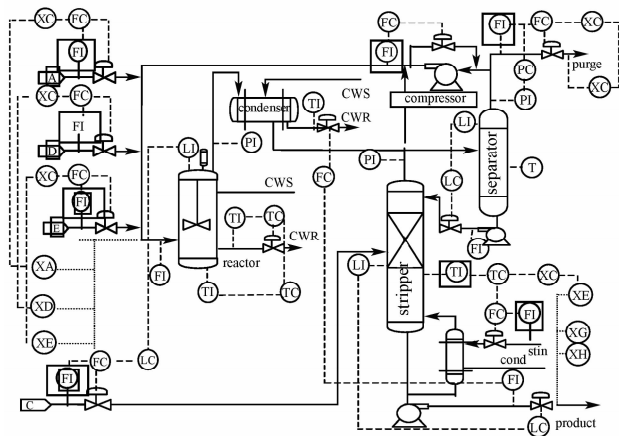 XC FC
FI
A
XC FC
FI
D
XC FC
FI
E
XA
XD
XE
FC LC
FI
C
LI
reactor
TI TC
TI TC
FI
PI
condenser
TI
CWS
CWR
CWS
CWR
FC
FC
FI
compressor
PI
LI
LC
FI
separator
T
FI FC XC
PC
PI
XC
purge
stripper
LI
TI TC XC
XE
FC FI
stin
cond
XG
XH
FI
LC
product